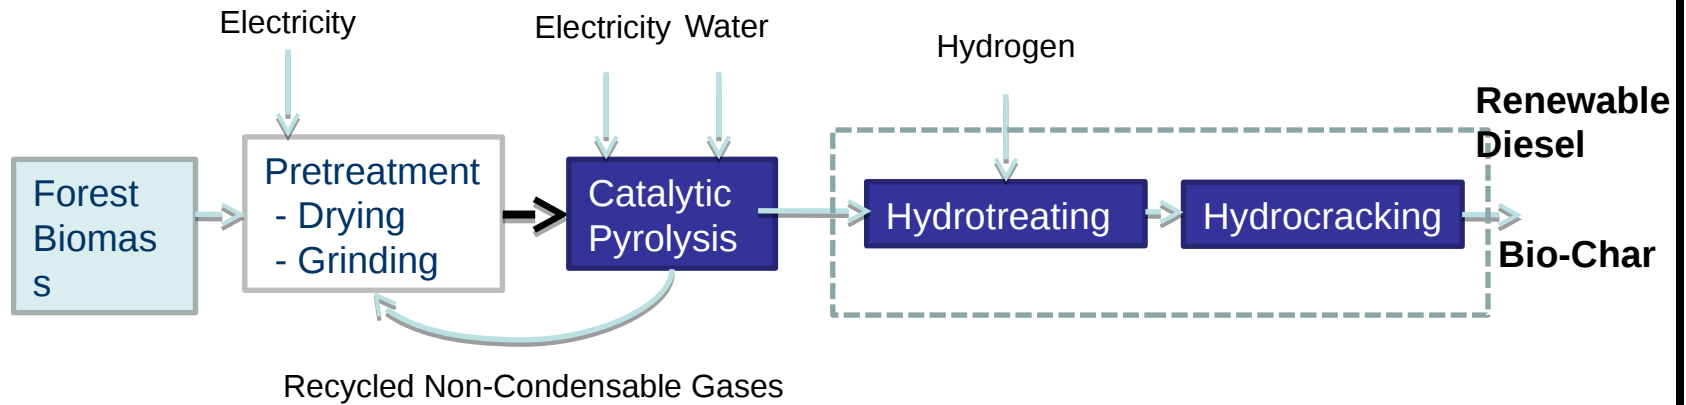 Electricity
Electricity Water
Hydrogen
Renewable
Diesel
Forest
Biomas
s
Pretreatment
- Drying
- Grinding
Catalytic
Pyrolysis
Hydrotreating
Hydrocracking
Bio-Char
Recycled Non-Condensable Gases